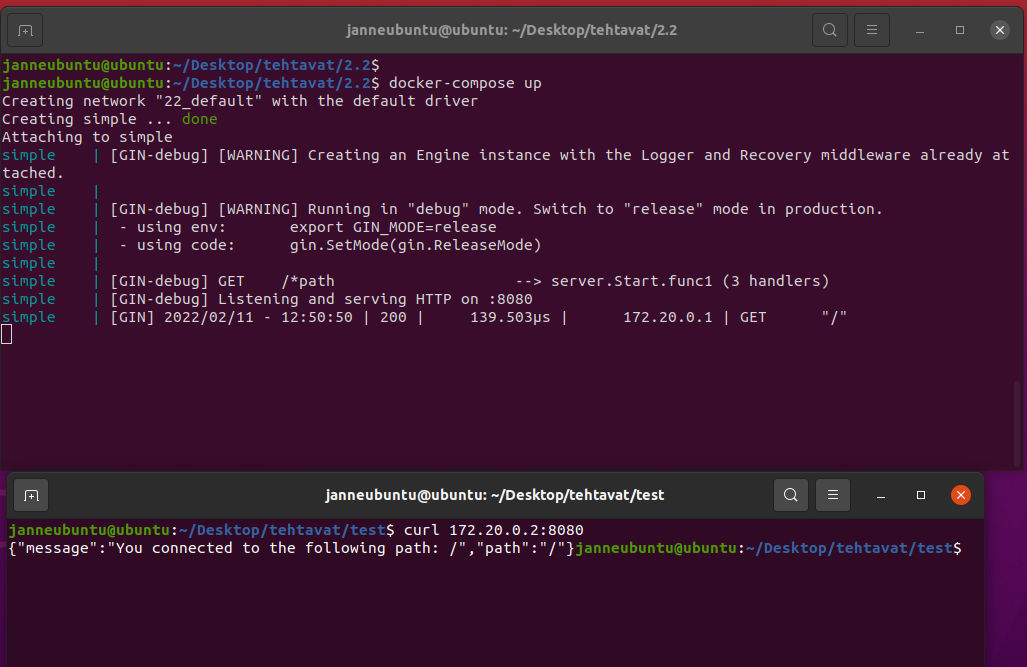 janneubuntu@ubuntu: ~/Desktop/tehtavat/2.2
janneubuntu@ubuntu:~/Desktop/tehtavat/2.2$
janneubuntu@ubuntu:~/Desktop/tehtavat/2.2$ docker-compose up
Creating network "22_default" with the default driver
Creating simple ... done
Attaching to simple
simple    | [GIN-debug] [WARNING] Creating an Engine instance with the Logger and Recovery middleware already at
tached.
simple    |
simple    | [GIN-debug] [WARNING] Running in "debug" mode. Switch to "release" mode in production.
simple    |  - using env:       export GIN_MODE=release
simple    |  - using code:      gin.SetMode(gin.ReleaseMode)
simple    |
simple    | [GIN-debug] GET    /*path                    --> server.Start.func1 (3 handlers)
simple    | [GIN-debug] Listening and serving HTTP on :8080
simple    | [GIN] 2022/02/11 - 12:50:50 | 200 |     139.503µs |      172.20.0.1 | GET      "/"
janneubuntu@ubuntu: ~/Desktop/tehtavat/test
janneubuntu@ubuntu:~/Desktop/tehtavat/test$ curl 172.20.0.2:8080
{"message":"You connected to the following path: /","path":"/"}janneubuntu@ubuntu:~/Desktop/tehtavat/test$